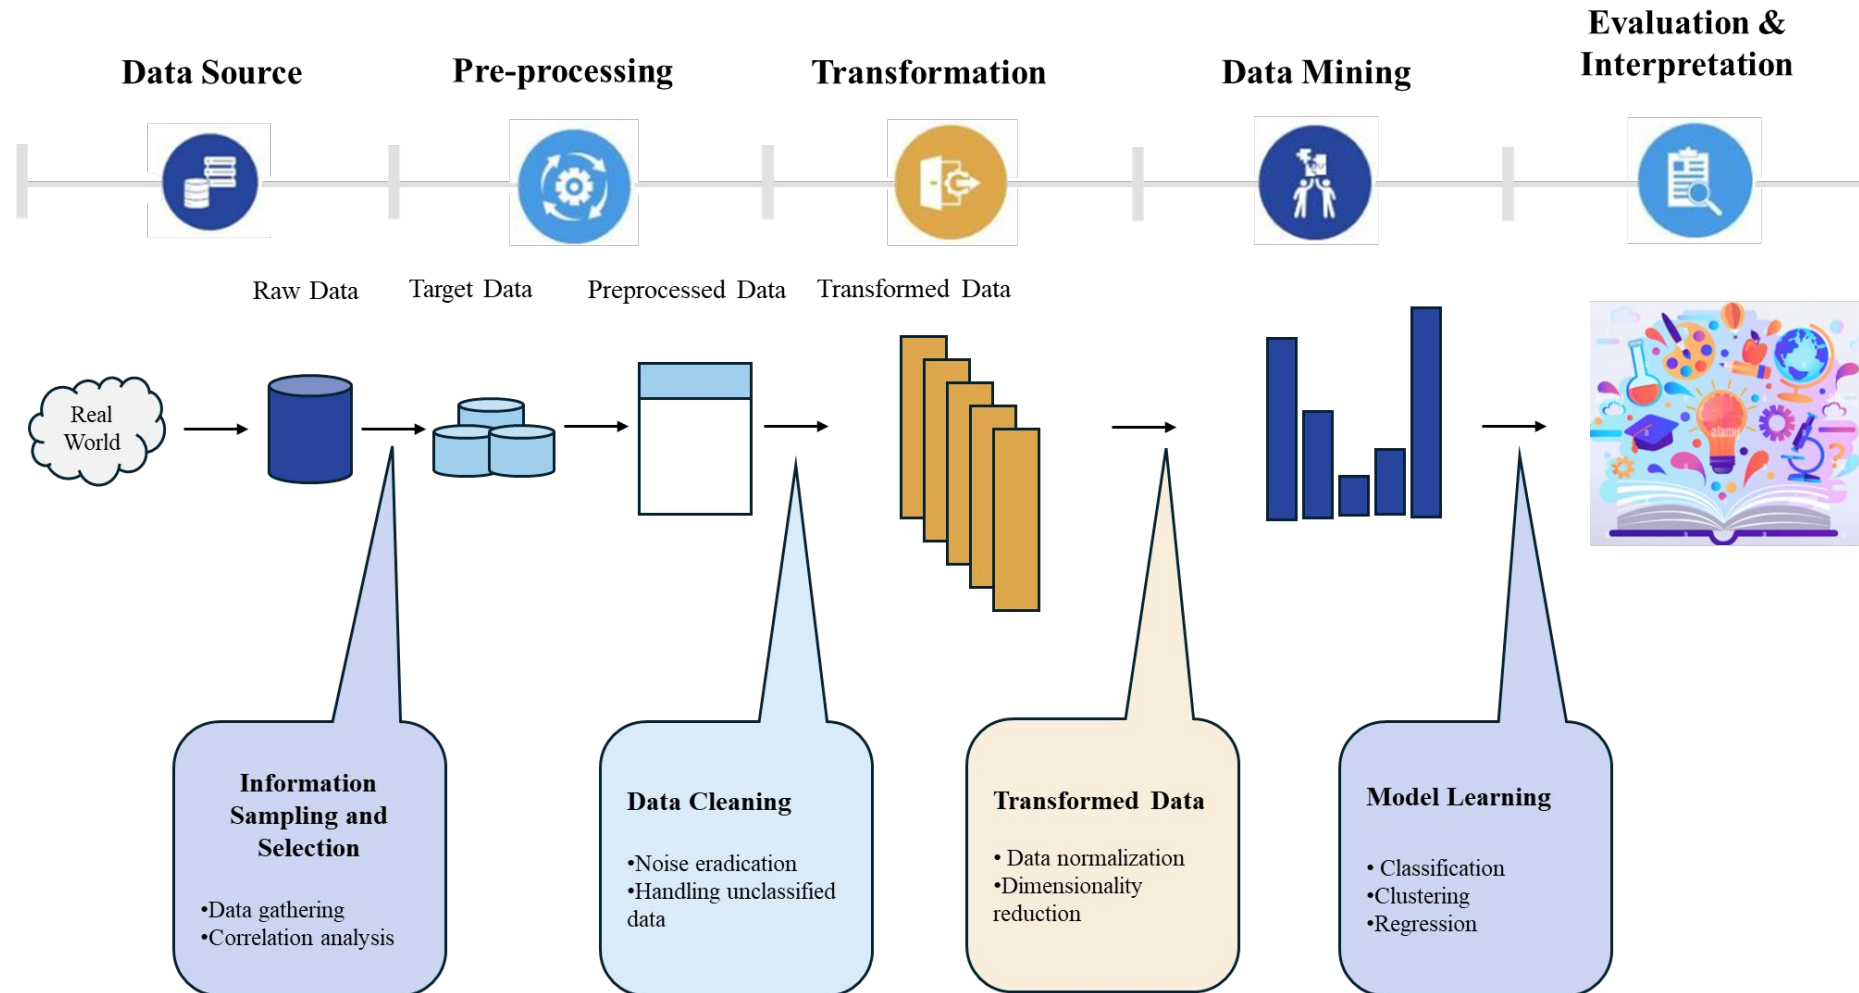 Data Source
Pre-processing
Transformation
Data Mining
Evaluation &
Interpretation
Raw Data
Target Data
Preprocessed Data
Transformed Data
Real
World
Information
Sampling and
Selection
•Data gathering
•Correlation analysis
Data Cleaning
•Noise eradication
•Handling unclassified
data
Transformed Data
• Data normalization
•Dimensionality
reduction
Model Learning
• Classification
•Clustering
•Regression
alamy